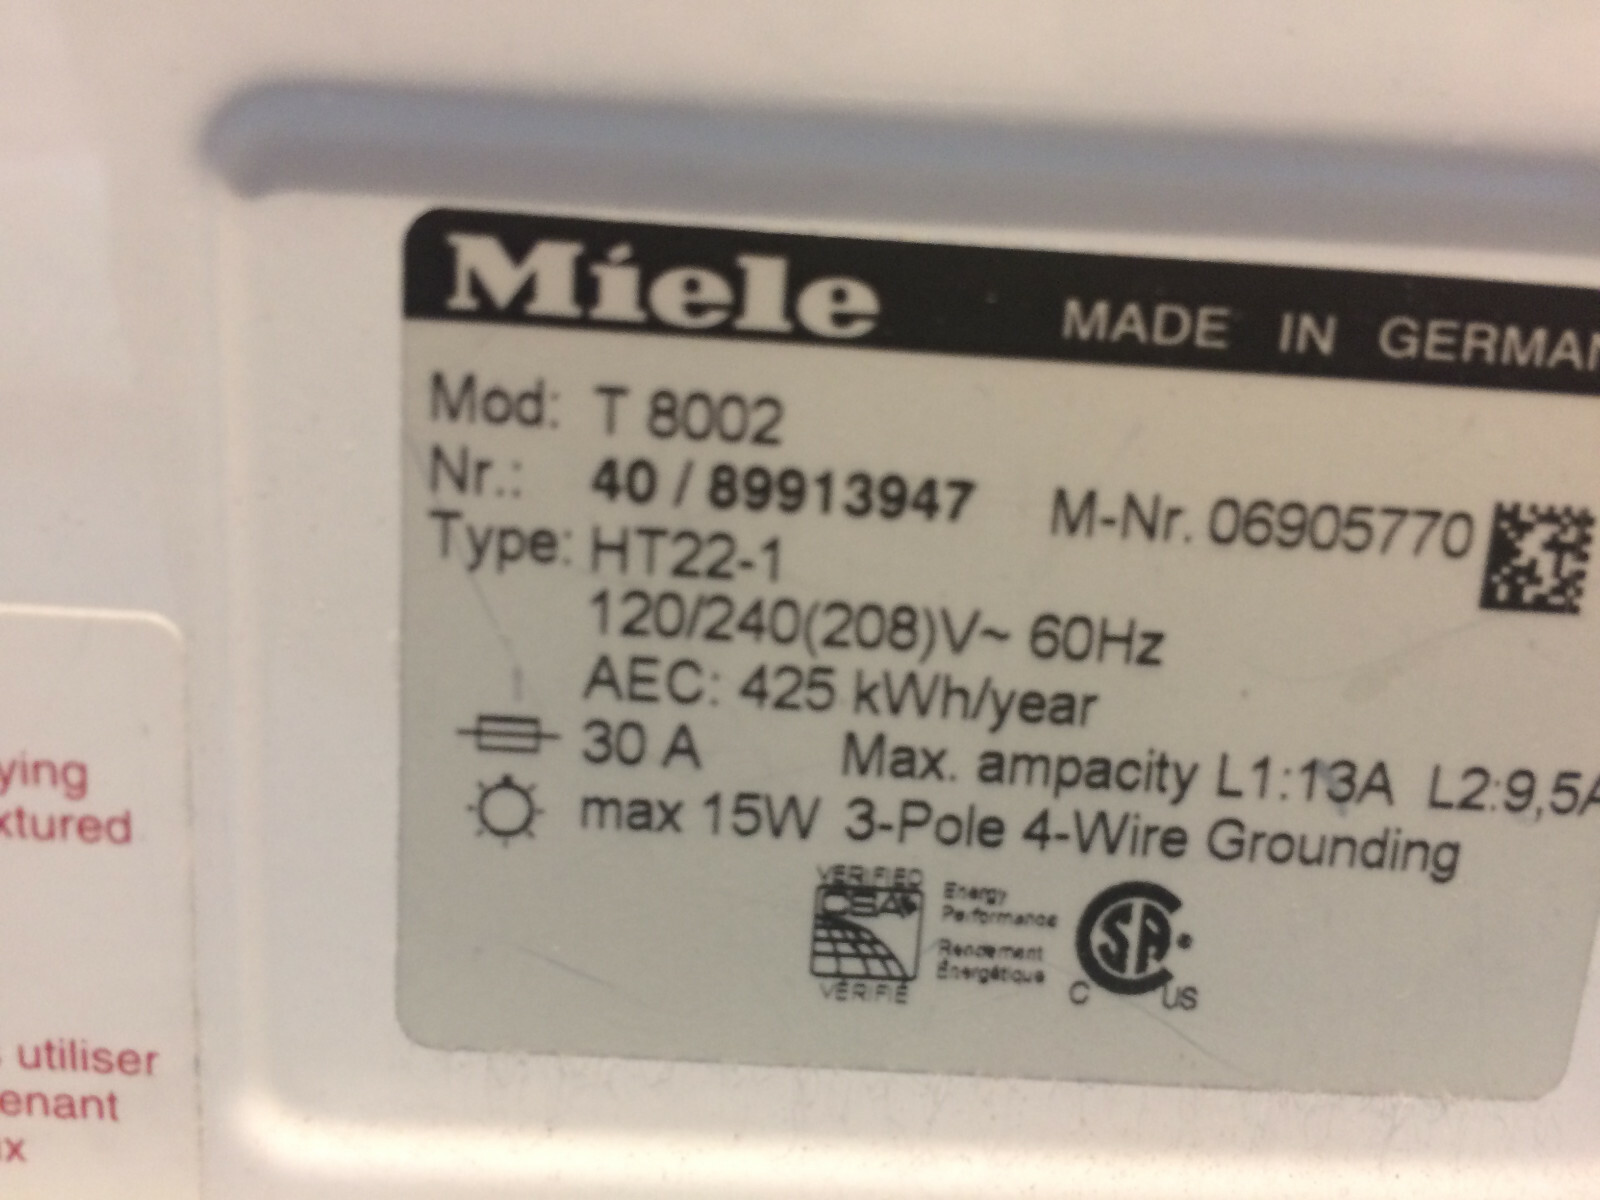 Miele MADE IN GERMAN
Mod: T 8002
Nr.: 40 / 89913947 M-Nr. 06905770
Type: HT22-1
120/240(208)V~ 60Hz
AEC: 425 kWh/year
30 A Max. ampacity L1:13A L2:9,5A
max 15W 3-Pole 4-Wire Grounding
VERIFIED
CSA
VÉRIFIÉ
Energy
Performance
Rendement
Énergétique
SA
C US
ying
xtured
utiliser
enant
x